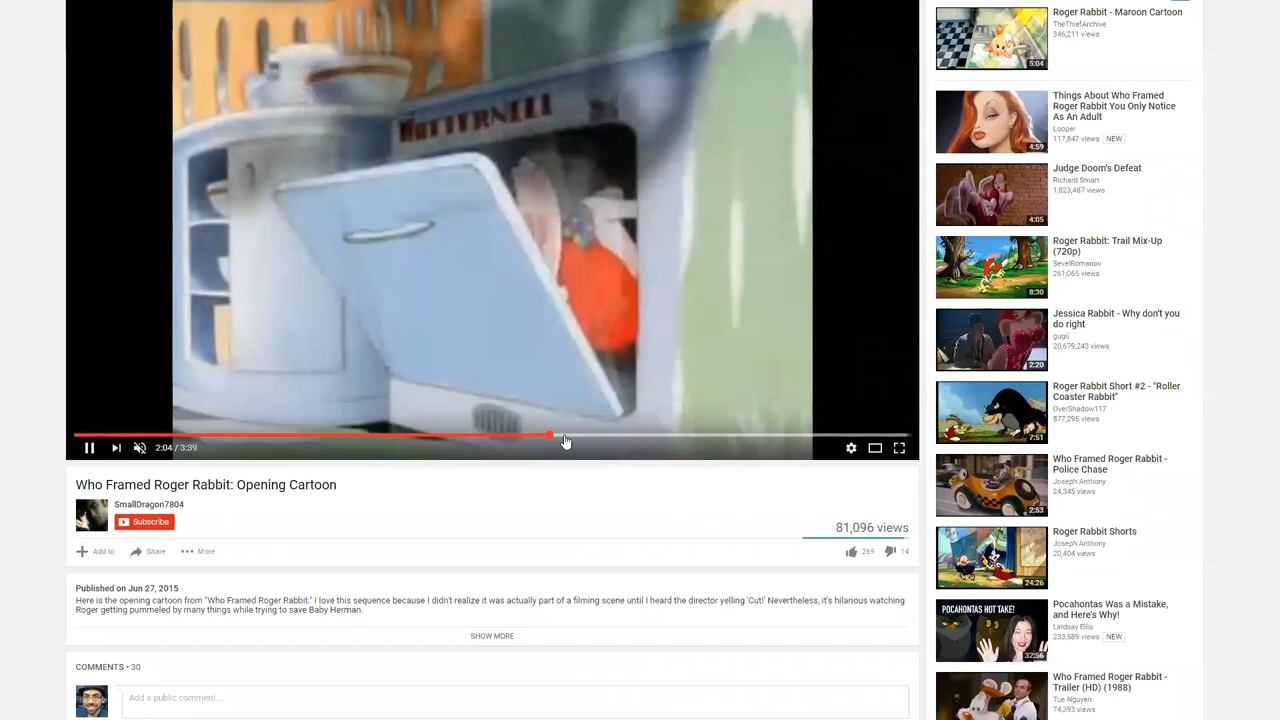 HOTTERNELL
2:04 / 3:39
Who Framed Roger Rabbit: Opening Cartoon
SmallDragon7804
Subscribe
81,096 views
Add to
Share
More
269
14
Published on Jun 27, 2015
Here is the opening cartoon from "Who Framed Roger Rabbit." I love this sequence because I didn't realize it was actually part of a filming scene until I heard the director yelling 'Cut!' Nevertheless, it's hilarious watching
Roger getting pummeled by many things while trying to save Baby Herman.
SHOW MORE
COMMENTS • 30
Add a public comment...
Roger Rabbit - Maroon Cartoon
TheThiefArchive
346,211 views
5:04
Things About Who Framed
Roger Rabbit You Only Notice
As An Adult
Looper
117,847 views NEW
4:59
Judge Doom's Defeat
Richard Smart
1,823,487 views
4:05
Roger Rabbit: Trail Mix-Up
(720p)
SevelRomanov
261,065 views
8:30
Jessica Rabbit - Why don't you
do right
gugü
20,679,243 views
2:20
Roger Rabbit Short #2 - "Roller
Coaster Rabbit"
OverShadow117
877,295 views
7:51
Who Framed Roger Rabbit -
Police Chase
Joseph Anthony
24,345 views
2:53
Roger Rabbit Shorts
Joseph Anthony
20,404 views
24:26
POCAHONTAS HOT TAKE!
Pocahontas Was a Mistake,
and Here's Why!
Lindsay Ellis
233,589 views NEW
32:56
Who Framed Roger Rabbit -
Trailer (HD) (1988)
Tue Nguyen
74,393 views